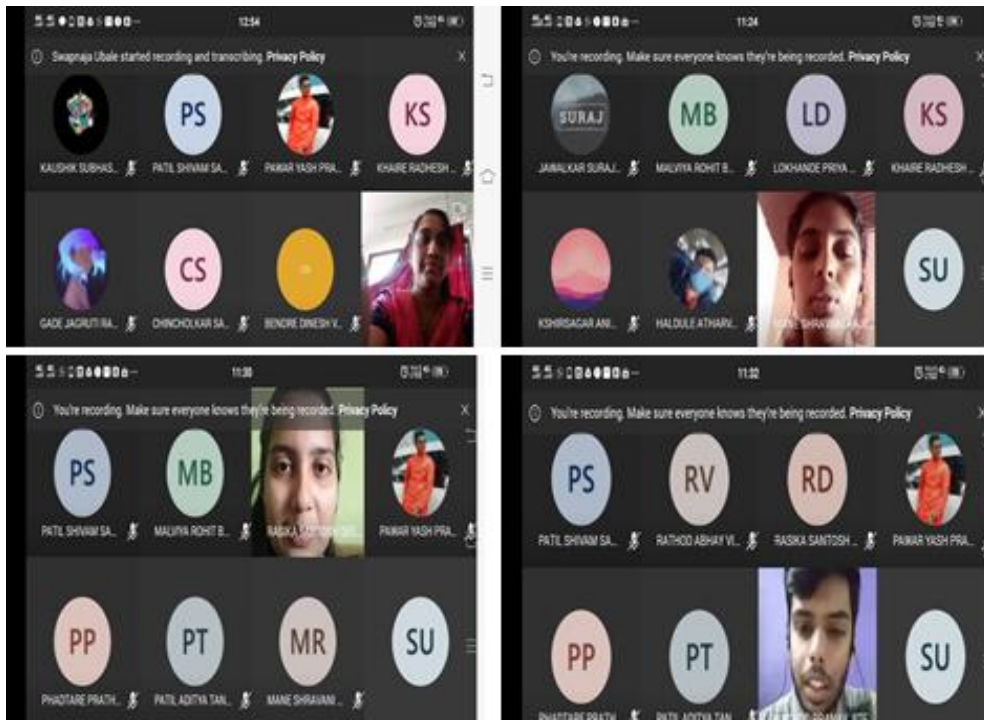 12:54
Swapnaja Ubale started recording and transcribing. Privacy Policy
PS
KS
KAUSHIK SUBHAS...
PATIL SHIVAM SA...
PAWAR YASH PRA...
KHAIRE RADHESH ...
CS
GADE JAGRUTI RA...
CHINCHOLKAR SA...
BENDRE DINESH V...
11:24
You're recording. Make sure everyone knows they're being recorded. Privacy Policy
SURAJ
MB
LD
KS
JAWALKAR SURAJ...
MALVIYA ROHIT B...
LOKHANDE PRIYA ...
KHAIRE RADHESH ...
SU
KSHIRSAGAR ANI...
HALDULE ATHARV...
MANE SHRAVANI
11:30
You're recording. Make sure everyone knows they're being recorded. Privacy Policy
PS
MB
PATIL SHIVAM SA...
MALVIYA ROHIT B...
RASIKA
PAWAR YASH PRA...
PP
PT
MR
SU
PHADTARE PRATH...
PATIL ADITYA TAN...
MANE SHRAVANI ...
11:32
You're recording. Make sure everyone knows they're being recorded. Privacy Policy
PS
RV
RD
PATIL SHIVAM SA...
RATHOD ABHAY VI...
RASIKA SANTOSH ...
PAWAR YASH PRA...
PP
PT
SU
PHADTARE PRATH...
PATIL ADITYA TAN...